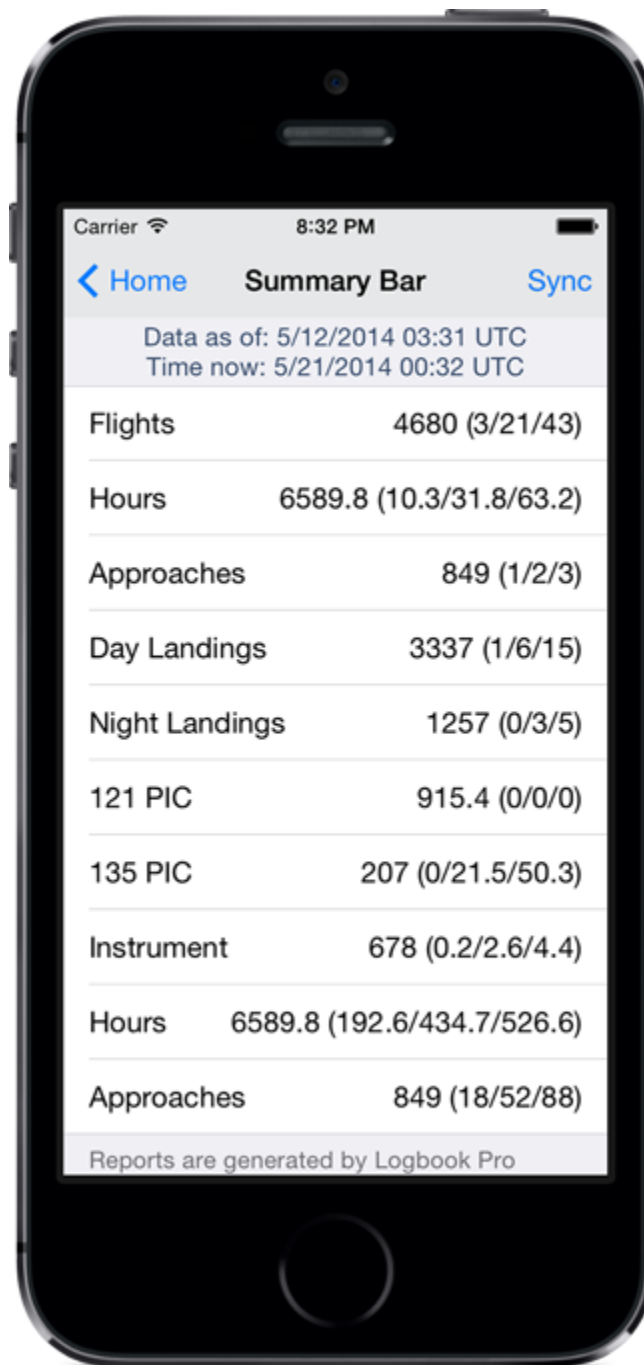 Carrier 8:32 PM
Home Summary Bar Sync
Data as of: 5/12/2014 03:31 UTC
Time now: 5/21/2014 00:32 UTC
Flights 4680 (3/21/43)
Hours 6589.8 (10.3/31.8/63.2)
Approaches 849 (1/2/3)
Day Landings 3337 (1/6/15)
Night Landings 1257 (0/3/5)
121 PIC 915.4 (0/0/0)
135 PIC 207 (0/21.5/50.3)
Instrument 678 (0.2/2.6/4.4)
Hours 6589.8 (192.6/434.7/526.6)
Approaches 849 (18/52/88)
Reports are generated by Logbook Pro